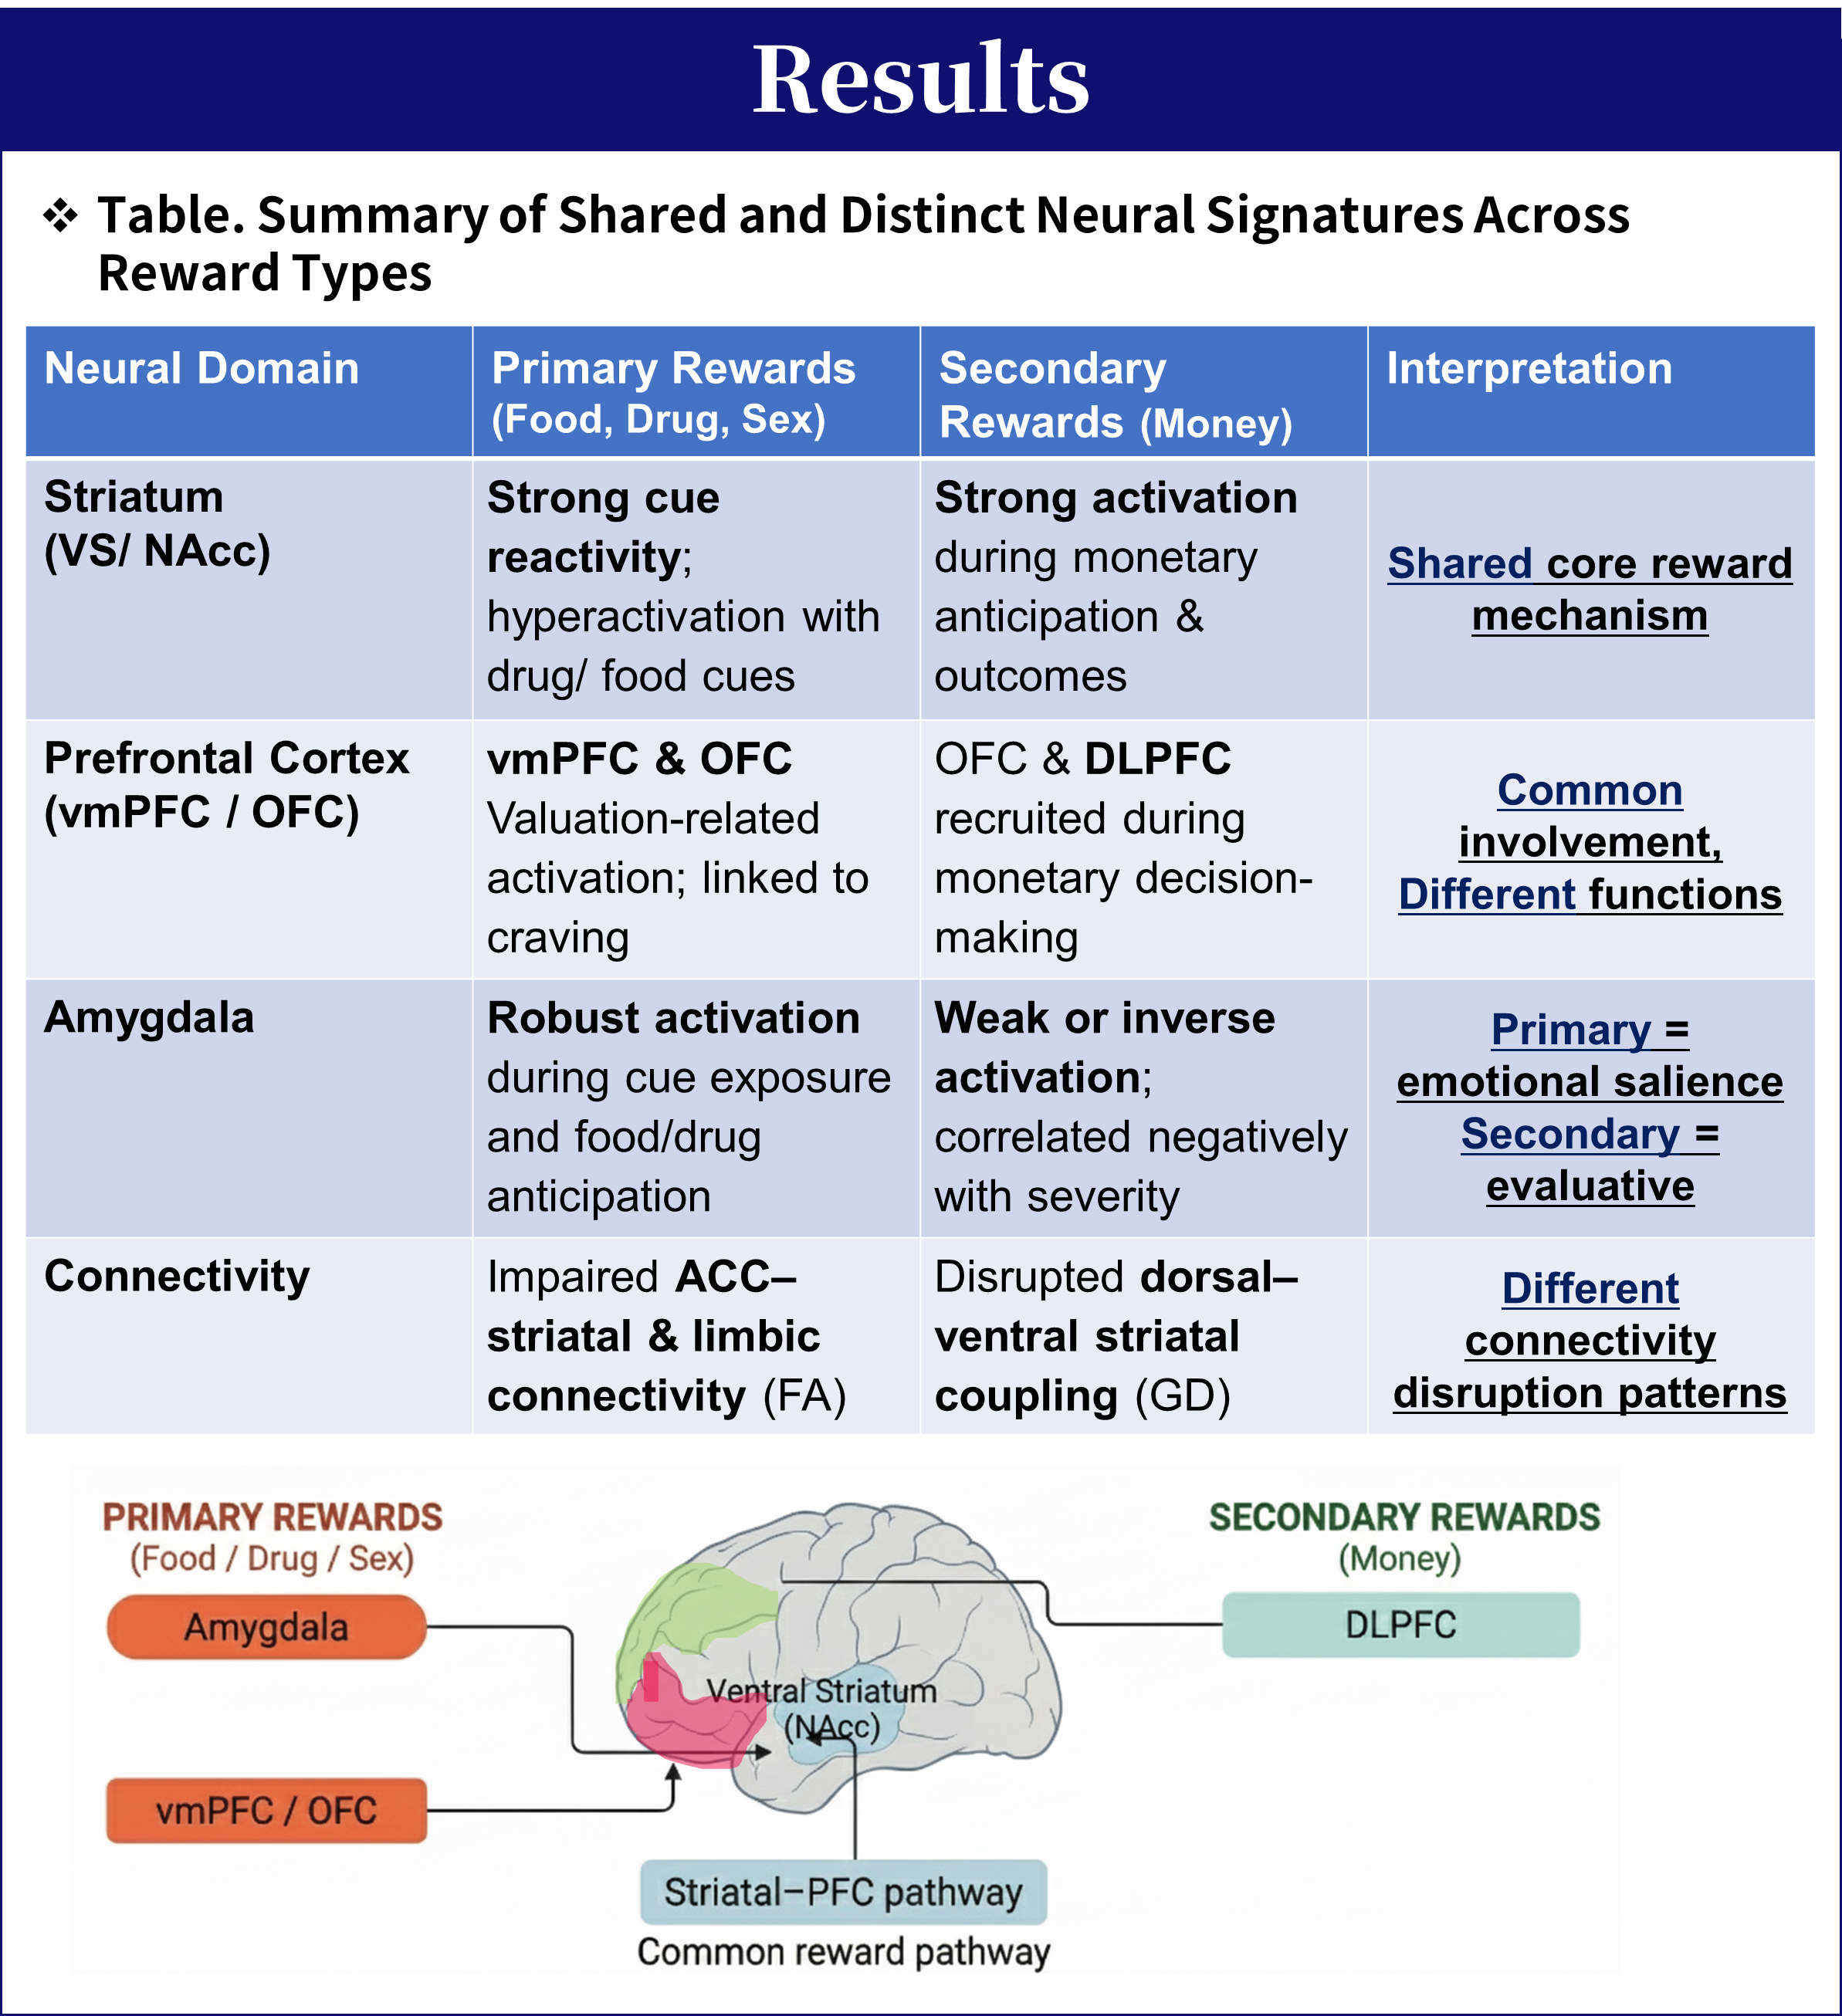 Results
❖ Table. Summary of Shared and Distinct Neural Signatures Across
Reward Types
Neural Domain
Primary Rewards
(Food, Drug, Sex)
Secondary
Rewards (Money)
Interpretation
Striatum
(VS/ NAcc)
Strong cue
reactivity;
hyperactivation with
drug/ food cues
Strong activation
during monetary
anticipation &
outcomes
Shared core reward
mechanism
Prefrontal Cortex
(vmPFC / OFC)
vmPFC & OFC
Valuation-related
activation; linked to
craving
OFC & DLPFC
recruited during
monetary decision-
making
Common
involvement,
Different functions
Amygdala
Robust activation
during cue exposure
and food/drug
anticipation
Weak or inverse
activation;
correlated negatively
with severity
Primary =
emotional salience
Secondary =
evaluative
Connectivity
Impaired ACC–
striatal & limbic
connectivity (FA)
Disrupted dorsal–
ventral striatal
coupling (GD)
Different
connectivity
disruption patterns
PRIMARY REWARDS
(Food / Drug / Sex)
Amygdala
vmPFC / OFC
Ventral Striatum
(NAcc)
SECONDARY REWARDS
(Money)
DLPFC
Striatal–PFC pathway
Common reward pathway